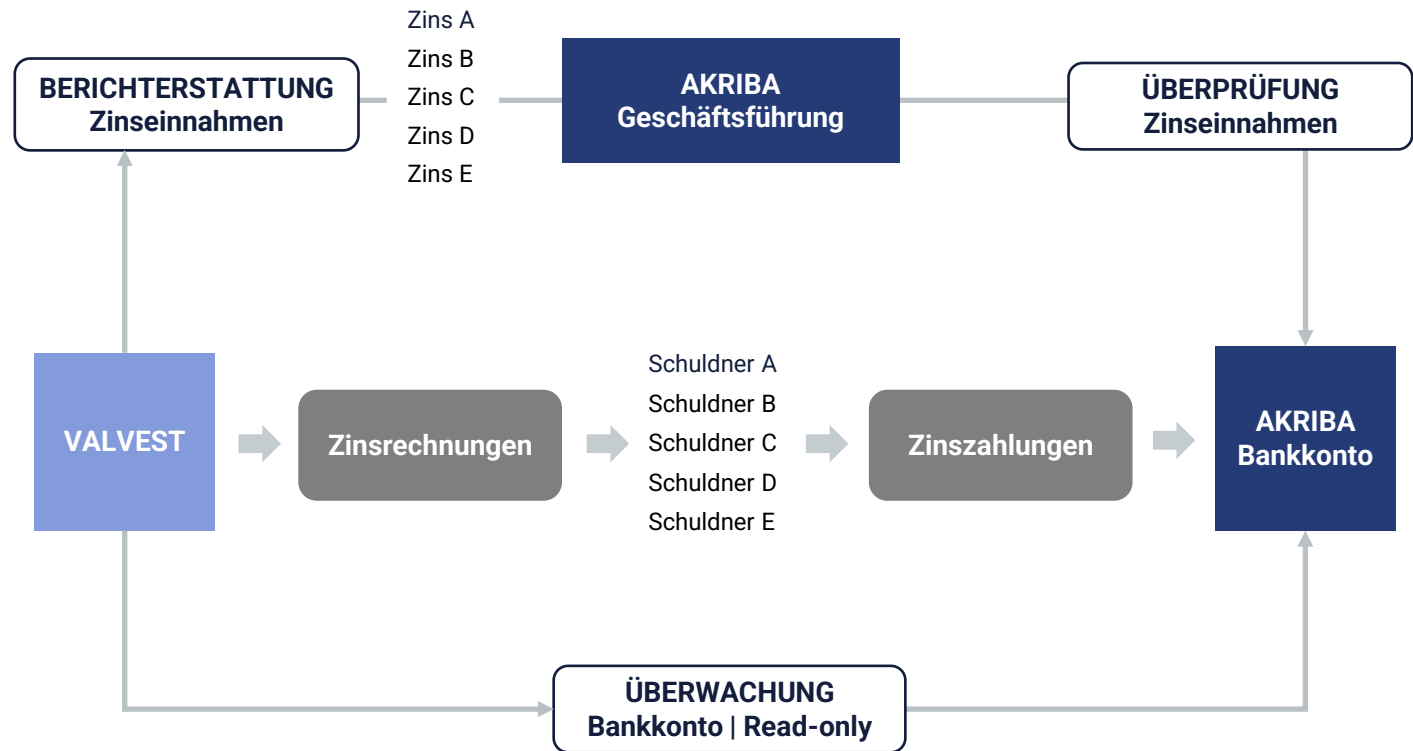 Zins A
Zins B
Zins C
Zins D
Zins E
BERICHTERSTATTUNG
Zinseinnahmen
AKRIBA
Geschäftsführung
ÜBERPRÜFUNG
Zinseinnahmen
VALVEST
Zinsrechnungen
Schuldner A
Schuldner B
Schuldner C
Schuldner D
Schuldner E
Zinszahlungen
AKRIBA
Bankkonto
ÜBERWACHUNG
Bankkonto | Read-only